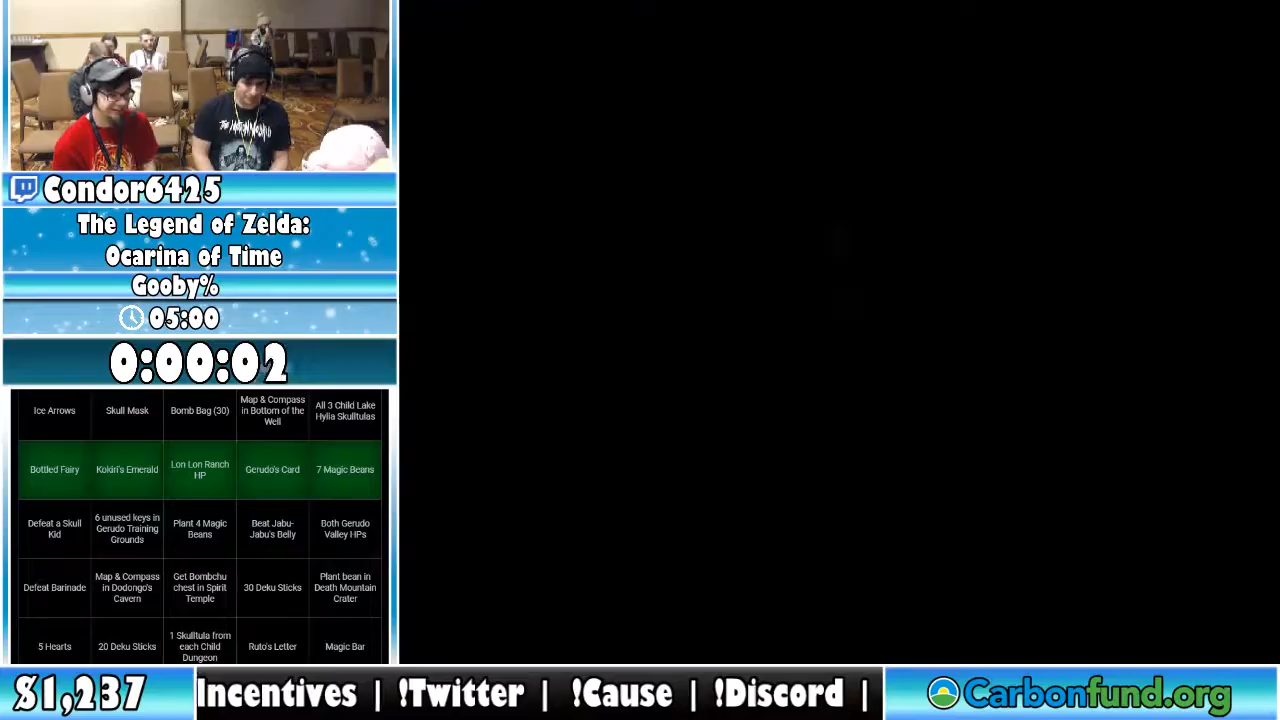 Condor6425
The Legend of Zelda:
Ocarina of Time
Gooby%
05:00
0:00:02
Ice Arrows
Skull Mask
Bomb Bag (30)
Map & Compass
in Bottom of the
Well
All 3 Child Lake
Hylia Skulltulas
Bottled Fairy
Kokiri's Emerald
Lon Lon Ranch
HP
Gerudo's Card
7 Magic Beans
Defeat a Skull
Kid
6 unused keys in
Gerudo Training
Grounds
Plant 4 Magic
Beans
Beat Jabu-
Jabu's Belly
Both Gerudo
Valley HPs
Defeat Barinade
Map & Compass
in Dodongo's
Cavern
Get Bombchu
chest in Spirit
Temple
30 Deku Sticks
Plant bean in
Death Mountain
Crater
5 Hearts
20 Deku Sticks
1 Skulltula from
each Child
Dungeon
Ruto's Letter
Magic Bar
$1,237
Incentives | !Twitter | !Cause | !Discord |
Carbonfund.org